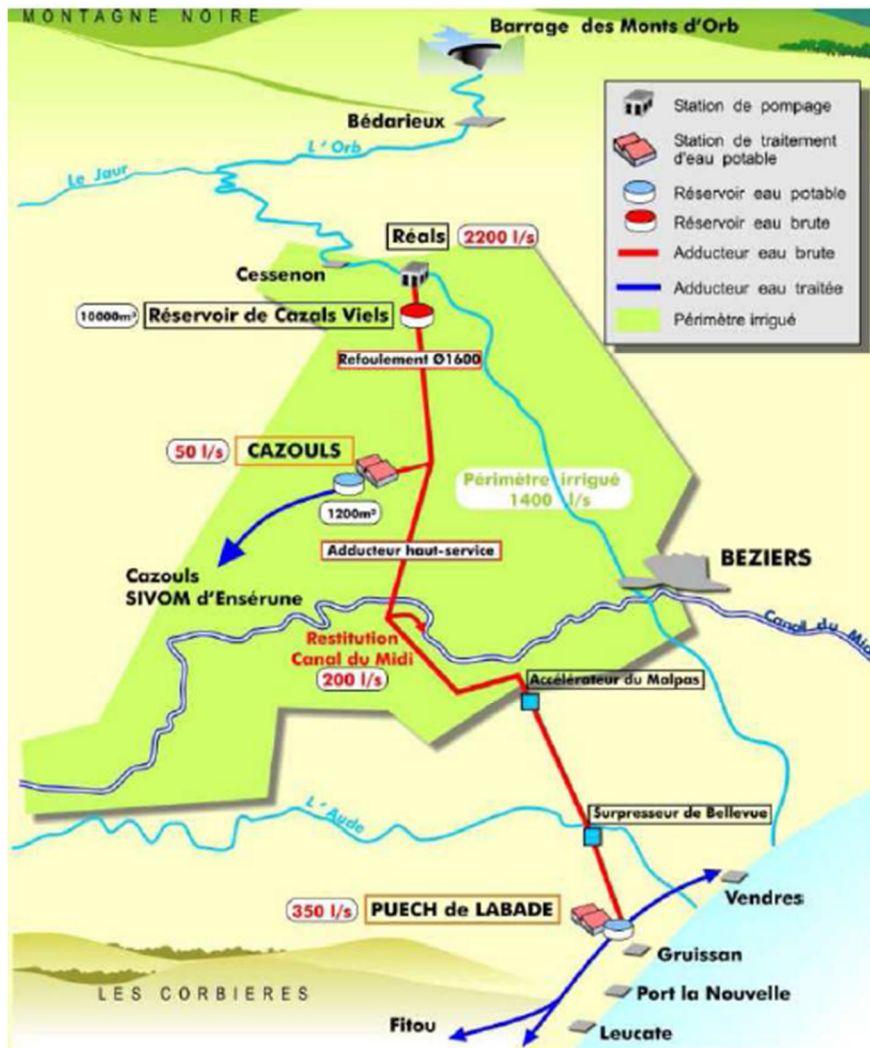 MONTAGNE NOIRE
Barrage des Monts d'Orb
Bédarieux
L'Orb
Le Jaur
Station de pompage
Station de traitement
d'eau potable
Réservoir eau potable
Réservoir eau brute
Adducteur eau brute
Adducteur eau traitée
Périmètre irrigué
Réals
2200 l/s
Cessenon
10000m³
Réservoir de Cazals Viels
Refoulement Ø1600
50 l/s
CAZOULS
1200m³
Périmètre irrigué
1400 l/s
Adducteur haut-service
Cazouls
SIVOM d'Ensérune
BEZIERS
Canal du Midi
Restitution
Canal du Midi
200 l/s
Accélérateur du Malpas
L'Aude
Surpresseur de Bellevue
350 l/s
PUECH de LABADE
Vendres
Gruissan
LES CORBIERES
Port la Nouvelle
Fitou
Leucate